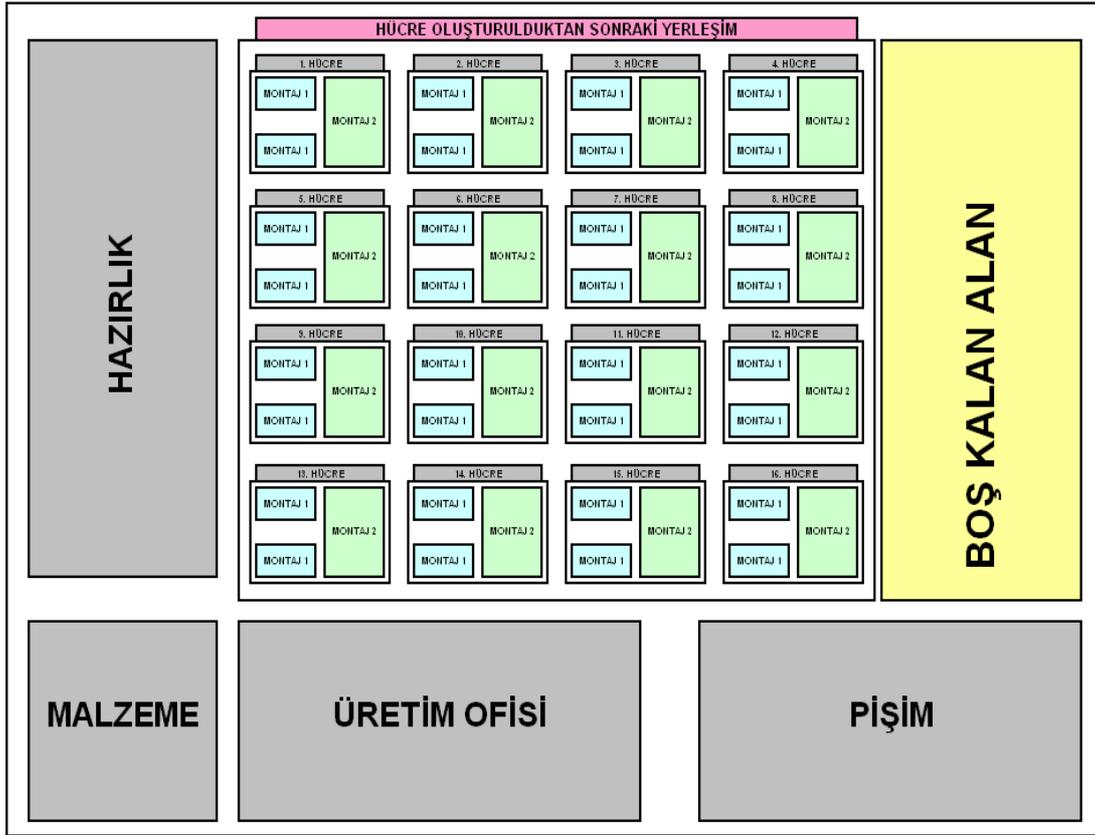 HÜCRE OLUŞTURULDUKTAN SONRAKİ YERLEŞİM
HAZIRLIK
1. HÜCRE
MONTAJ 1
MONTAJ 2
MONTAJ 1
2. HÜCRE
MONTAJ 1
MONTAJ 2
MONTAJ 1
3. HÜCRE
MONTAJ 1
MONTAJ 2
MONTAJ 1
4. HÜCRE
MONTAJ 1
MONTAJ 2
MONTAJ 1
5. HÜCRE
MONTAJ 1
MONTAJ 2
MONTAJ 1
6. HÜCRE
MONTAJ 1
MONTAJ 2
MONTAJ 1
7. HÜCRE
MONTAJ 1
MONTAJ 2
MONTAJ 1
8. HÜCRE
MONTAJ 1
MONTAJ 2
MONTAJ 1
9. HÜCRE
MONTAJ 1
MONTAJ 2
MONTAJ 1
10. HÜCRE
MONTAJ 1
MONTAJ 2
MONTAJ 1
11. HÜCRE
MONTAJ 1
MONTAJ 2
MONTAJ 1
12. HÜCRE
MONTAJ 1
MONTAJ 2
MONTAJ 1
13. HÜCRE
MONTAJ 1
MONTAJ 2
MONTAJ 1
14. HÜCRE
MONTAJ 1
MONTAJ 2
MONTAJ 1
15. HÜCRE
MONTAJ 1
MONTAJ 2
MONTAJ 1
16. HÜCRE
MONTAJ 1
MONTAJ 2
MONTAJ 1
BOŞ KALAN ALAN
MALZEME
ÜRETİM OFİSİ
PİŞİM